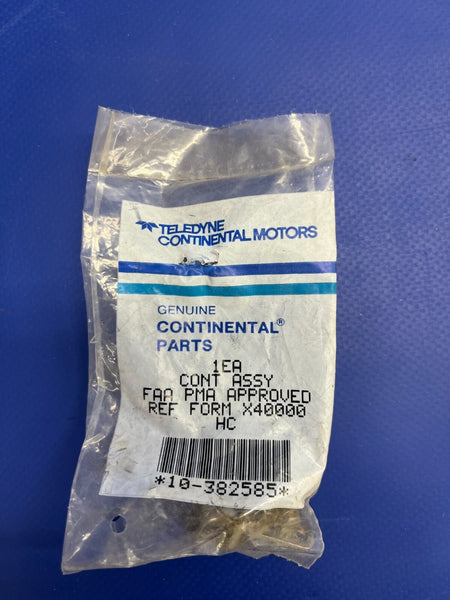 TELEDYNE
CONTINENTAL MOTORS
GENUINE
CONTINENTAL®
PARTS
1EA
CONT ASSY
FAA PMA APPROVED
REF FORM X40000
HC
*10-382585*